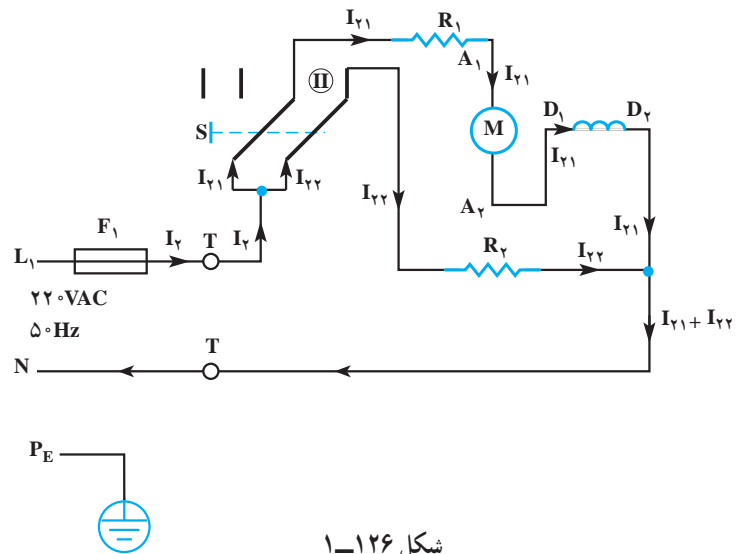 I۲۱ R۱
A۱ I۲۱
II
S
M
D۱ D۲
I۲۱
I۲۱ I۲۲
I۲۲
A۲
F۱
L۱ I۲ T I۲
I۲۱
R۲ I۲۲
۲۲۰VAC
۵۰Hz
I۲۱ + I۲۲
N T
PE
شکل ۱۲۶ــ۱